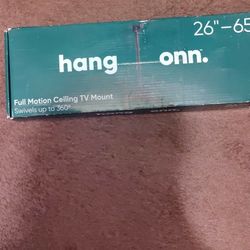 26"–65
hang onn.
Full Motion Ceiling TV Mount
Swivels up to 360°